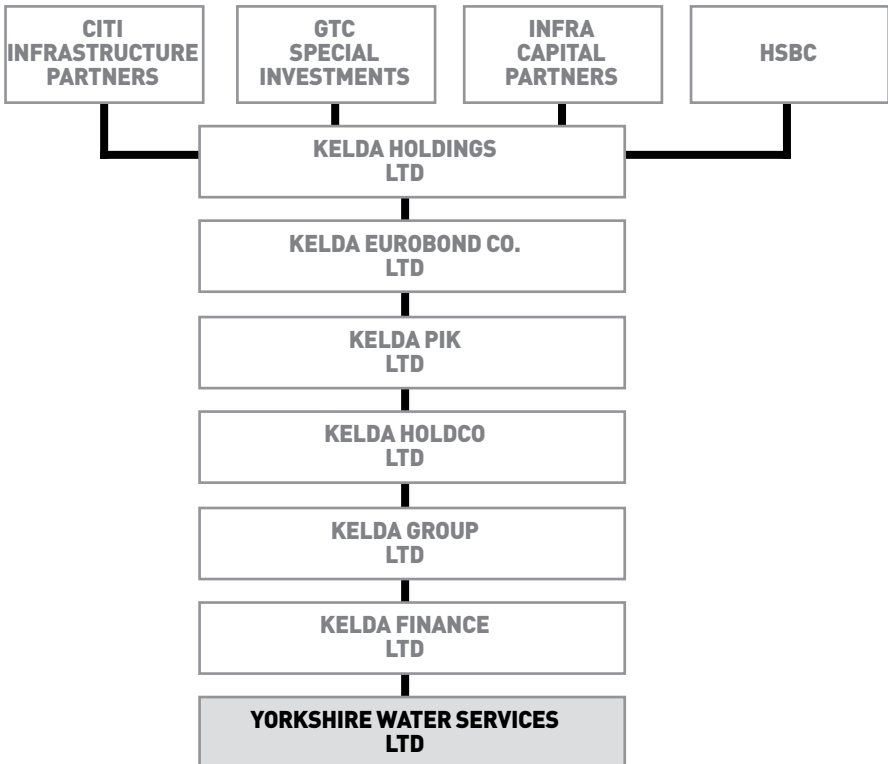 CITI
INFRASTRUCTURE
PARTNERS
GTC
SPECIAL
INVESTMENTS
INFRA
CAPITAL
PARTNERS
HSBC
KELDA HOLDINGS
LTD
KELDA EUROBOND CO.
LTD
KELDA PIK
LTD
KELDA HOLDCO
LTD
KELDA GROUP
LTD
KELDA FINANCE
LTD
YORKSHIRE WATER SERVICES
LTD